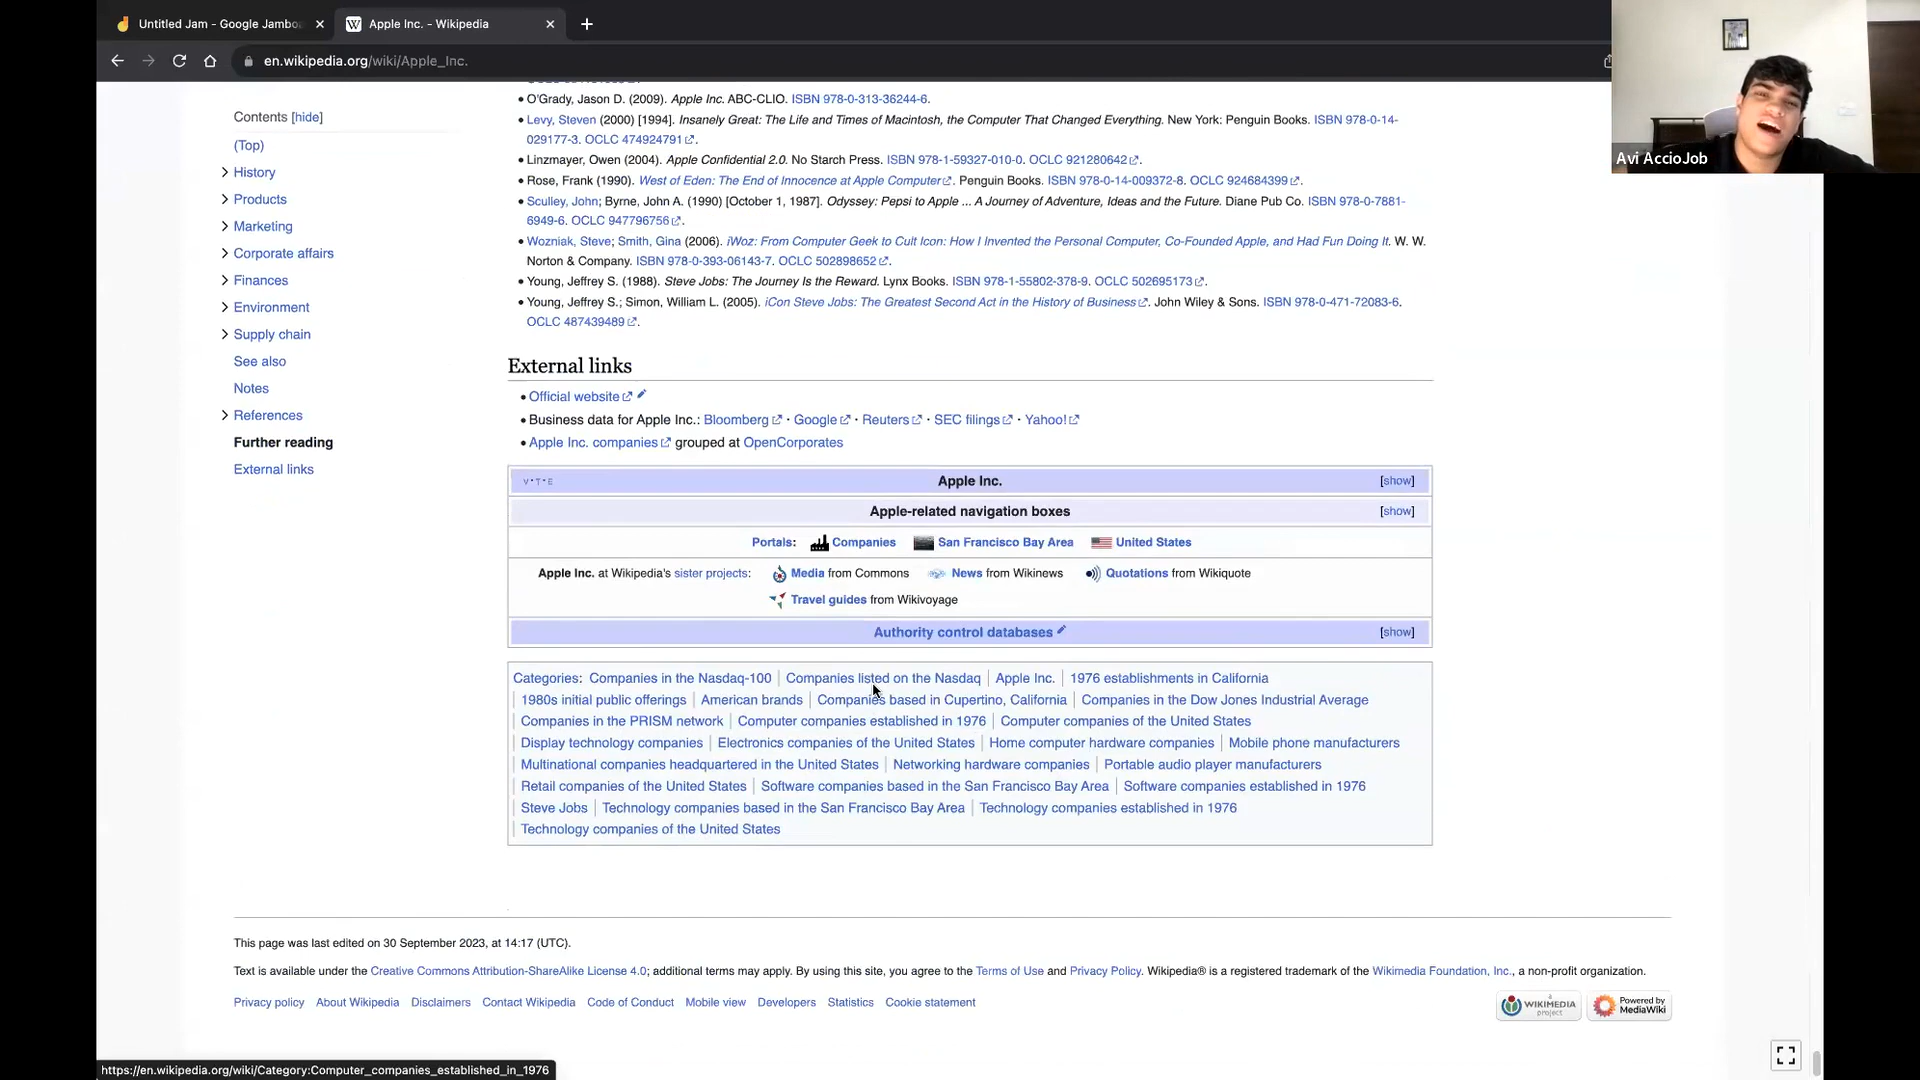 Untitled Jam - Google Jambo
Apple Inc. - Wikipedia
en.wikipedia.org/wiki/Apple_Inc.
Avi AccioJob
Contents [hide]
(Top)
History
Products
Marketing
Corporate affairs
Finances
Environment
Supply chain
See also
Notes
References
Further reading
External links
• O'Grady, Jason D. (2009). Apple Inc. ABC-CLIO. ISBN 978-0-313-36244-6.
• Levy, Steven (2000) [1994]. Insanely Great: The Life and Times of Macintosh, the Computer That Changed Everything. New York: Penguin Books. ISBN 978-0-14-
029177-3. OCLC 474924791.
• Linzmayer, Owen (2004). Apple Confidential 2.0. No Starch Press. ISBN 978-1-59327-010-0. OCLC 921280642.
• Rose, Frank (1990). West of Eden: The End of Innocence at Apple Computer. Penguin Books. ISBN 978-0-14-009372-8. OCLC 924684399.
• Sculley, John; Byrne, John A. (1990) [October 1, 1987]. Odyssey: Pepsi to Apple ... A Journey of Adventure, Ideas and the Future. Diane Pub Co. ISBN 978-0-7881-
6949-6. OCLC 947796756.
• Wozniak, Steve; Smith, Gina (2006). iWoz: From Computer Geek to Cult Icon: How I Invented the Personal Computer, Co-Founded Apple, and Had Fun Doing It. W. W.
Norton & Company. ISBN 978-0-393-06143-7. OCLC 502898652.
• Young, Jeffrey S. (1988). Steve Jobs: The Journey Is the Reward. Lynx Books. ISBN 978-1-55802-378-9. OCLC 502695173.
• Young, Jeffrey S.; Simon, William L. (2005). iCon Steve Jobs: The Greatest Second Act in the History of Business. John Wiley & Sons. ISBN 978-0-471-72083-6.
OCLC 487439489.
External links
• Official website
• Business data for Apple Inc.: Bloomberg · Google · Reuters · SEC filings · Yahoo!
• Apple Inc. companies grouped at OpenCorporates
V·T·E Apple Inc. [show]
Apple-related navigation boxes [show]
Portals: Companies San Francisco Bay Area United States
Apple Inc. at Wikipedia's sister projects: Media from Commons News from Wikinews Quotations from Wikiquote
Travel guides from Wikivoyage
Authority control databases [show]
Categories: Companies in the Nasdaq-100 | Companies listed on the Nasdaq | Apple Inc. | 1976 establishments in California
| 1980s initial public offerings | American brands | Companies based in Cupertino, California | Companies in the Dow Jones Industrial Average
| Companies in the PRISM network | Computer companies established in 1976 | Computer companies of the United States
| Display technology companies | Electronics companies of the United States | Home computer hardware companies | Mobile phone manufacturers
| Multinational companies headquartered in the United States | Networking hardware companies | Portable audio player manufacturers
| Retail companies of the United States | Software companies based in the San Francisco Bay Area | Software companies established in 1976
| Steve Jobs | Technology companies based in the San Francisco Bay Area | Technology companies established in 1976
| Technology companies of the United States
This page was last edited on 30 September 2023, at 14:17 (UTC).
Text is available under the Creative Commons Attribution-ShareAlike License 4.0; additional terms may apply. By using this site, you agree to the Terms of Use and Privacy Policy. Wikipedia® is a registered trademark of the Wikimedia Foundation, Inc., a non-profit organization.
Privacy policy About Wikipedia Disclaimers Contact Wikipedia Code of Conduct Mobile view Developers Statistics Cookie statement
a WIKIMEDIA project
Powered by MediaWiki
https://en.wikipedia.org/wiki/Category:Computer_companies_established_in_1976